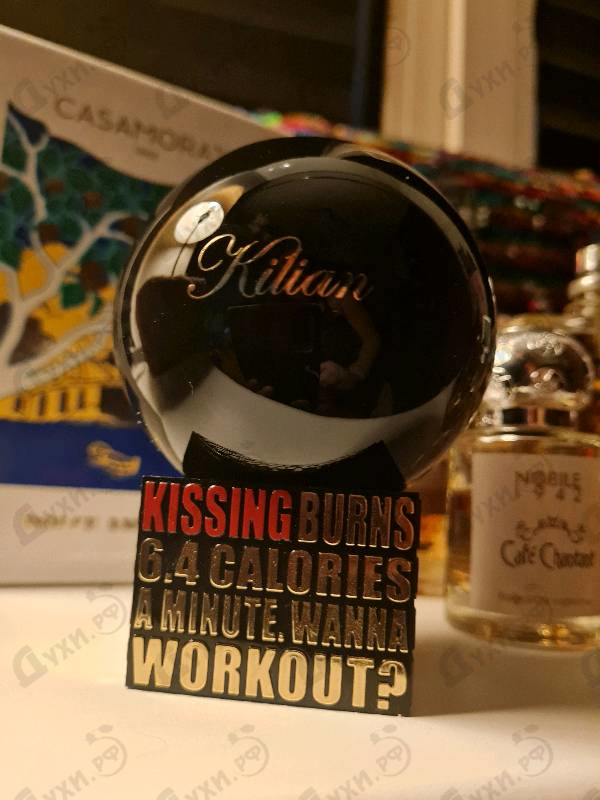 CASAMORATI
Kilian
KISSING BURNS
6.4 CALORIES
A MINUTE. WANNA
WORKOUT?
NOBILE
1942
Café Chantant
Духи.рф